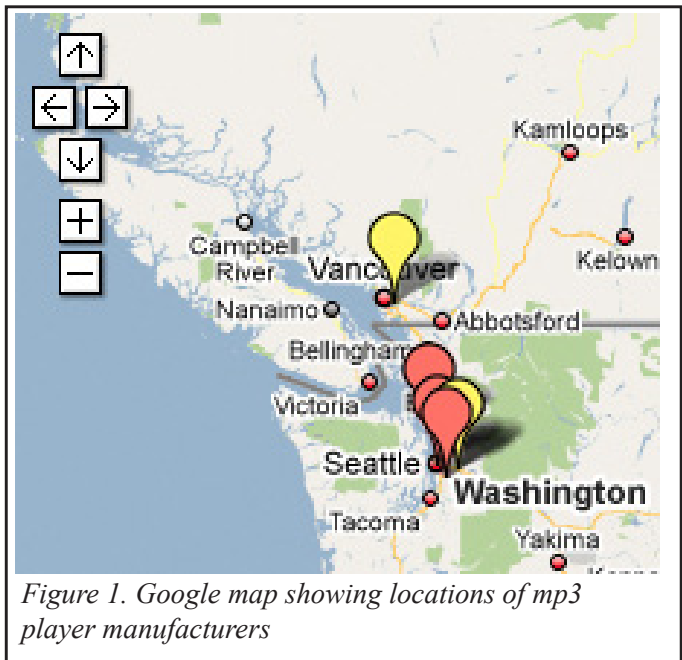 Kamloops
Campbell
River
Vancouver
Kelown
Nanaimo
Abbotsford
Bellingham
Victoria
Seattle
Washington
Tacoma
Yakima
Figure 1. Google map showing locations of mp3
player manufacturers